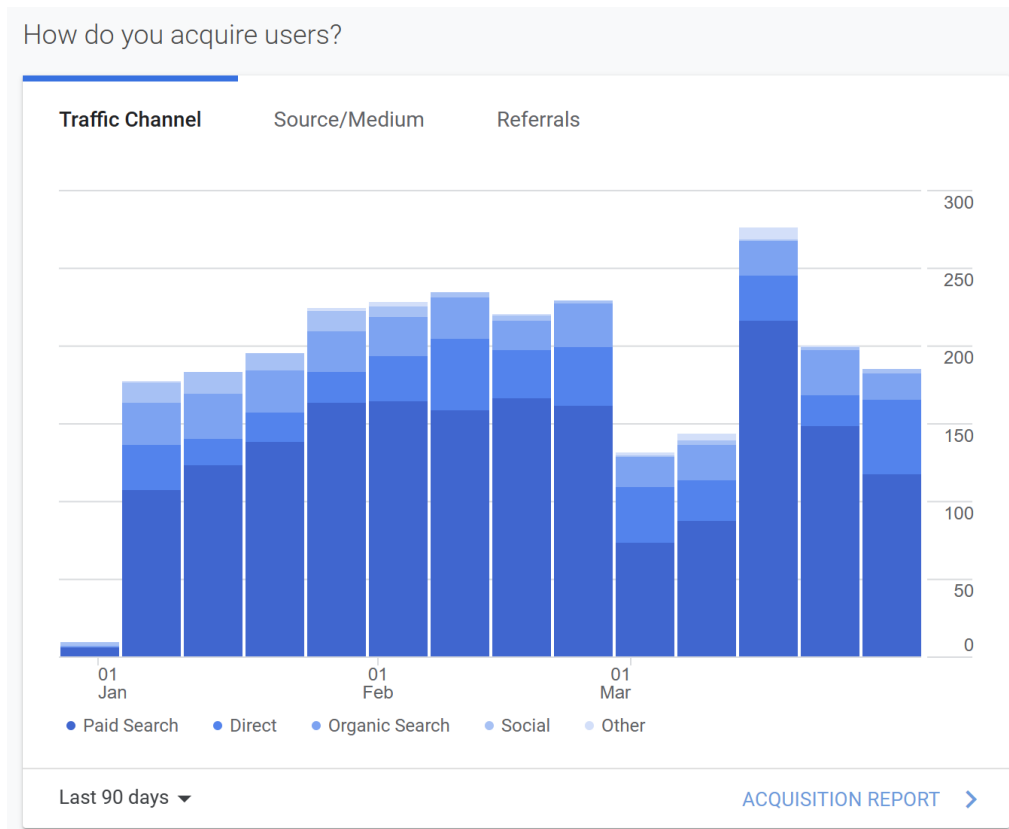 How do you acquire users?
Traffic Channel Source/Medium Referrals
300
250
200
150
100
50
0
01 01 01
Jan Feb Mar
Paid Search Direct Organic Search Social Other
Last 90 days ACQUISITION REPORT